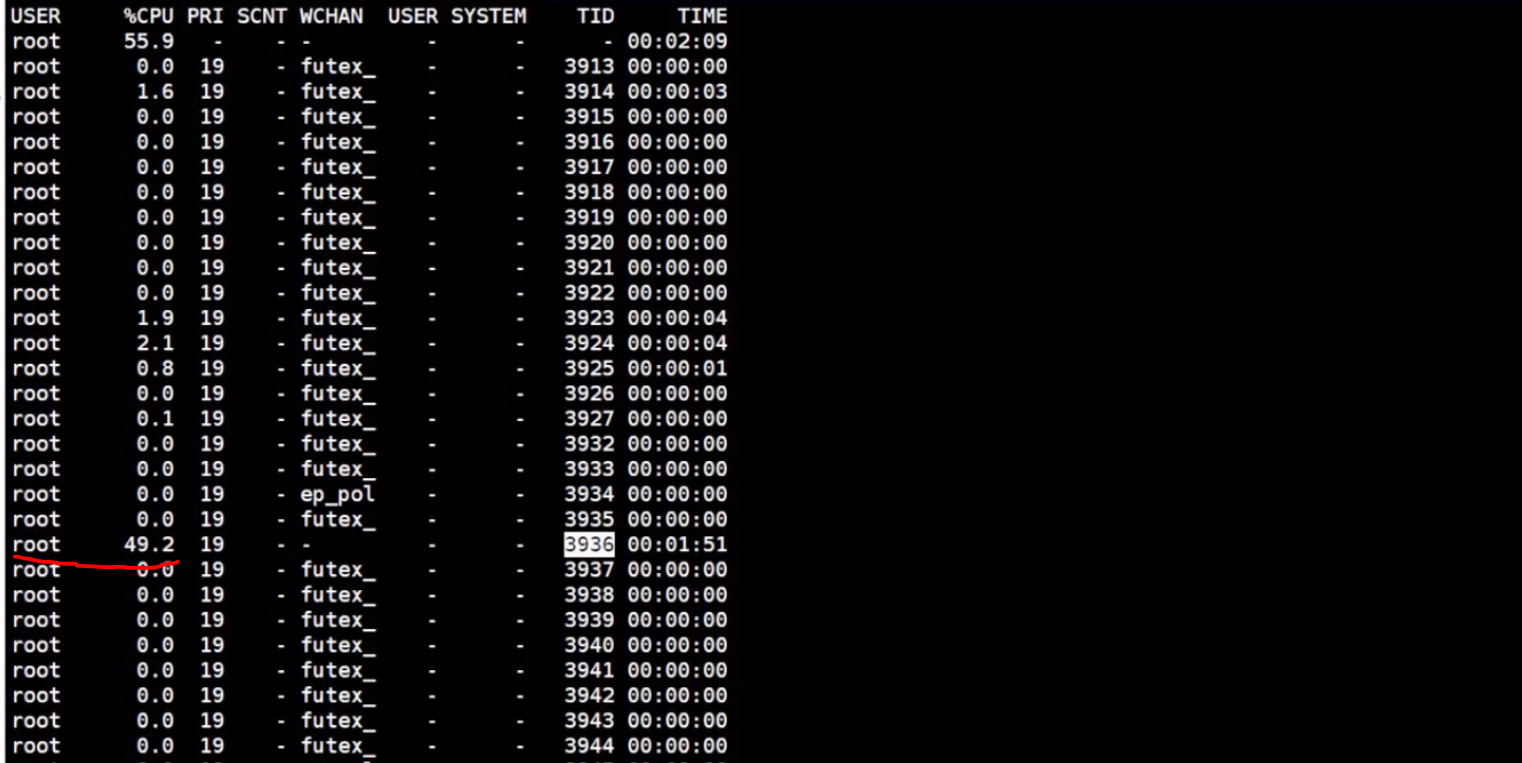 USER %CPU PRI SCNT WCHAN USER SYSTEM TID TIME
root 55.9 - - - - - - 00:02:09
root 0.0 19 - futex_ - - 3913 00:00:00
root 1.6 19 - futex_ - - 3914 00:00:03
root 0.0 19 - futex_ - - 3915 00:00:00
root 0.0 19 - futex_ - - 3916 00:00:00
root 0.0 19 - futex_ - - 3917 00:00:00
root 0.0 19 - futex_ - - 3918 00:00:00
root 0.0 19 - futex_ - - 3919 00:00:00
root 0.0 19 - futex_ - - 3920 00:00:00
root 0.0 19 - futex_ - - 3921 00:00:00
root 0.0 19 - futex_ - - 3922 00:00:00
root 1.9 19 - futex_ - - 3923 00:00:04
root 2.1 19 - futex_ - - 3924 00:00:04
root 0.8 19 - futex_ - - 3925 00:00:01
root 0.0 19 - futex_ - - 3926 00:00:00
root 0.1 19 - futex_ - - 3927 00:00:00
root 0.0 19 - futex_ - - 3932 00:00:00
root 0.0 19 - futex_ - - 3933 00:00:00
root 0.0 19 - ep_pol - - 3934 00:00:00
root 0.0 19 - futex_ - - 3935 00:00:00
root 49.2 19 - - - - 3936 00:01:51
root 0.0 19 - futex_ - - 3937 00:00:00
root 0.0 19 - futex_ - - 3938 00:00:00
root 0.0 19 - futex_ - - 3939 00:00:00
root 0.0 19 - futex_ - - 3940 00:00:00
root 0.0 19 - futex_ - - 3941 00:00:00
root 0.0 19 - futex_ - - 3942 00:00:00
root 0.0 19 - futex_ - - 3943 00:00:00
root 0.0 19 - futex_ - - 3944 00:00:00